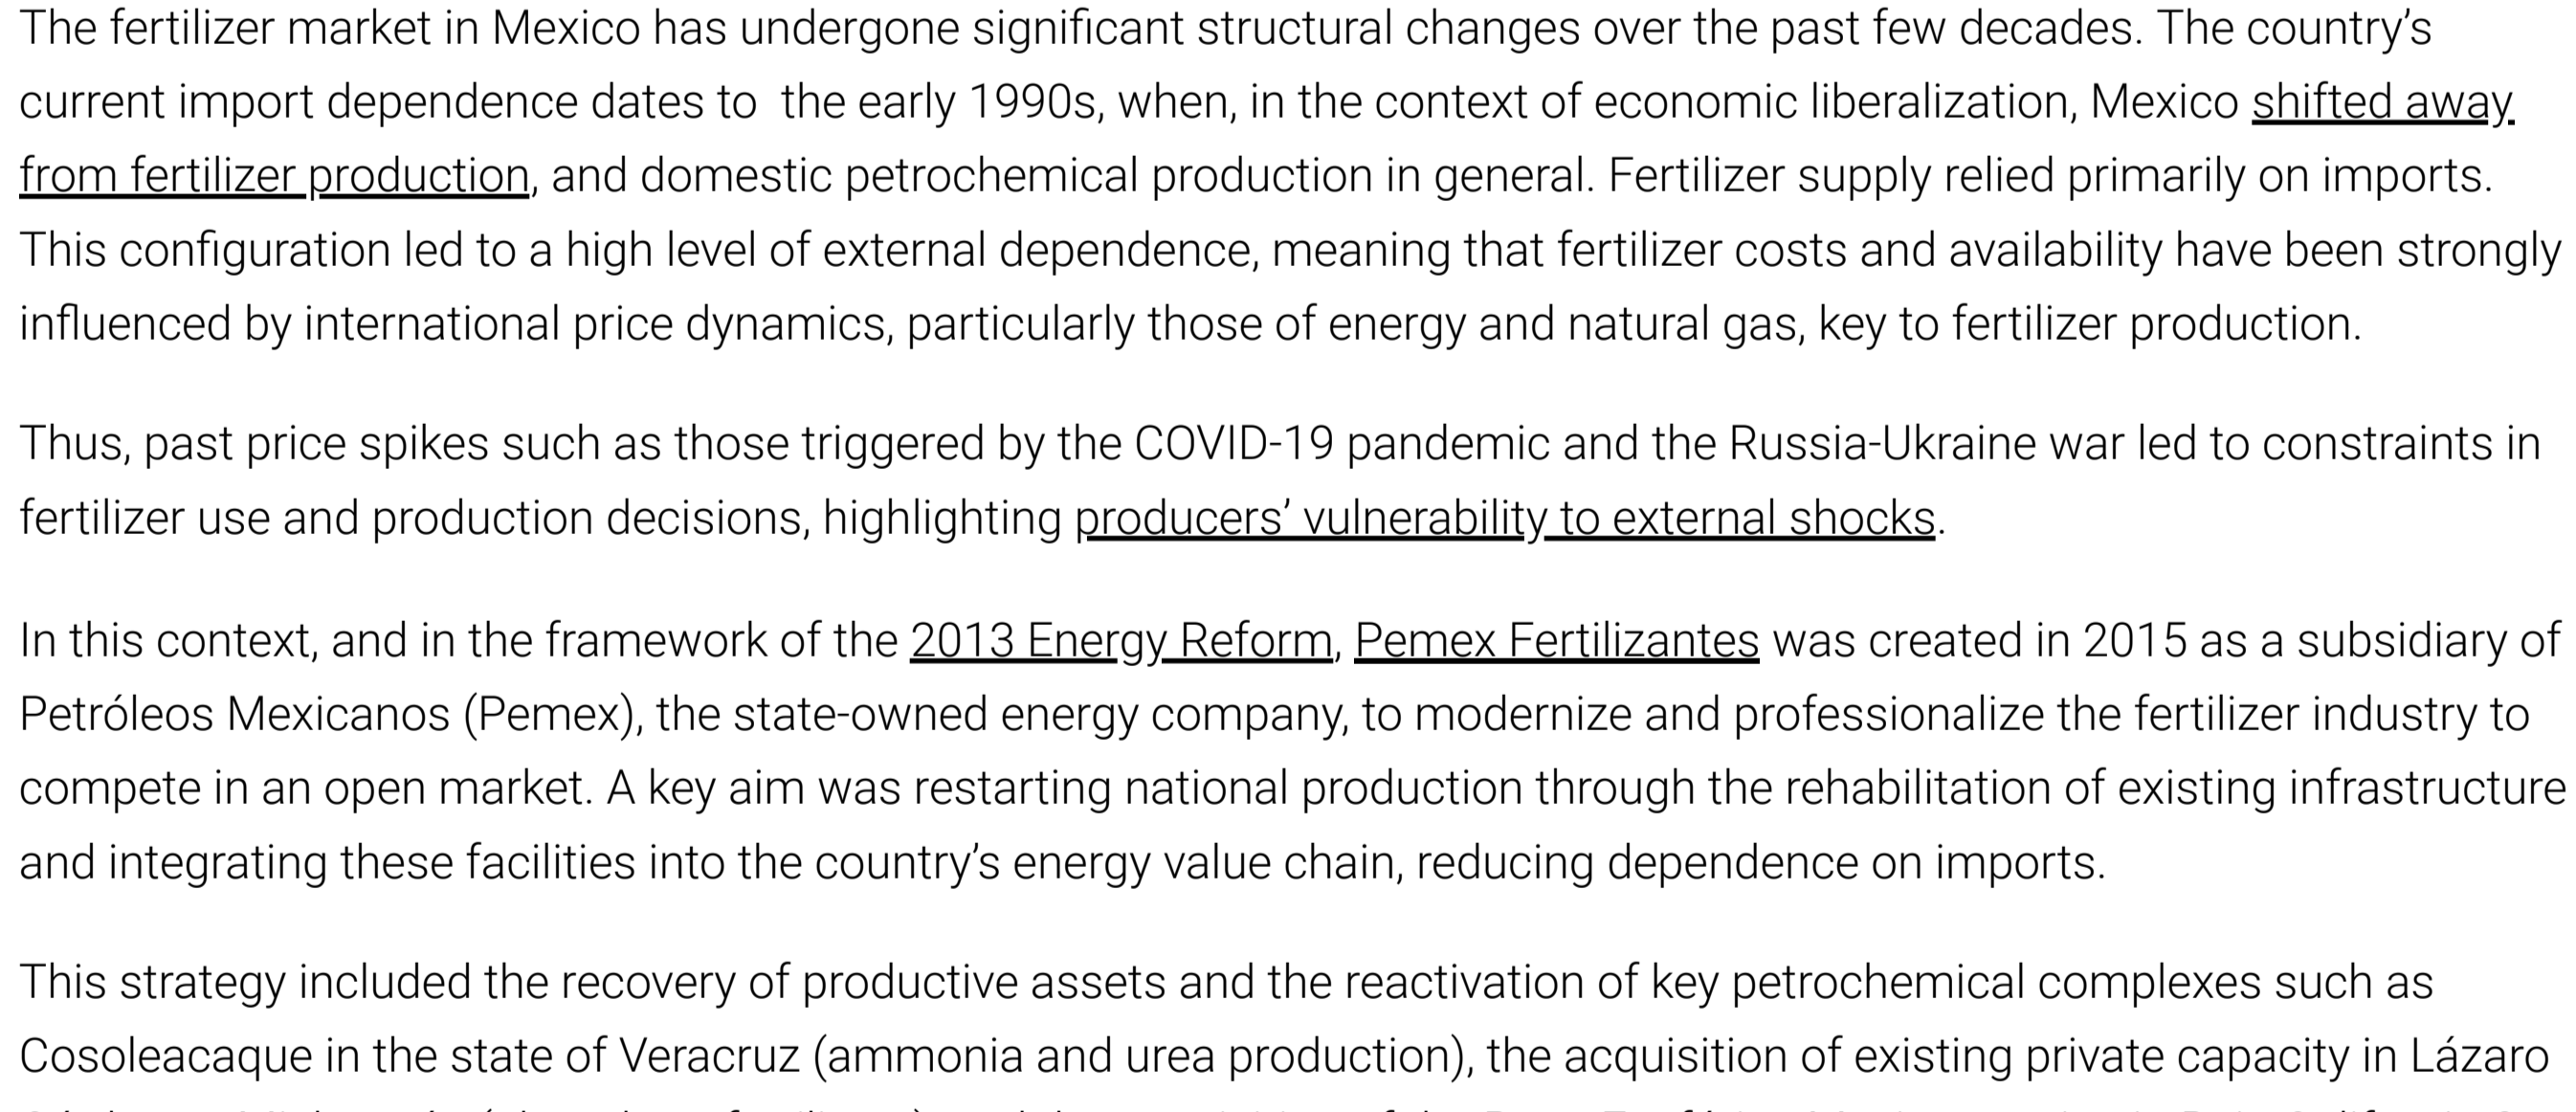 The fertilizer market in Mexico has undergone significant structural changes over the past few decades. The country’s
current import dependence dates to  the early 1990s, when, in the context of economic liberalization, Mexico shifted away
from fertilizer production, and domestic petrochemical production in general. Fertilizer supply relied primarily on imports.
This configuration led to a high level of external dependence, meaning that fertilizer costs and availability have been strongly
influenced by international price dynamics, particularly those of energy and natural gas, key to fertilizer production.
Thus, past price spikes such as those triggered by the COVID-19 pandemic and the Russia-Ukraine war led to constraints in
fertilizer use and production decisions, highlighting producers’ vulnerability to external shocks.
In this context, and in the framework of the 2013 Energy Reform, Pemex Fertilizantes was created in 2015 as a subsidiary of
Petróleos Mexicanos (Pemex), the state-owned energy company, to modernize and professionalize the fertilizer industry to
compete in an open market. A key aim was restarting national production through the rehabilitation of existing infrastructure
and integrating these facilities into the country’s energy value chain, reducing dependence on imports.
This strategy included the recovery of productive assets and the reactivation of key petrochemical complexes such as
Cosoleacaque in the state of Veracruz (ammonia and urea production), the acquisition of existing private capacity in Lázaro